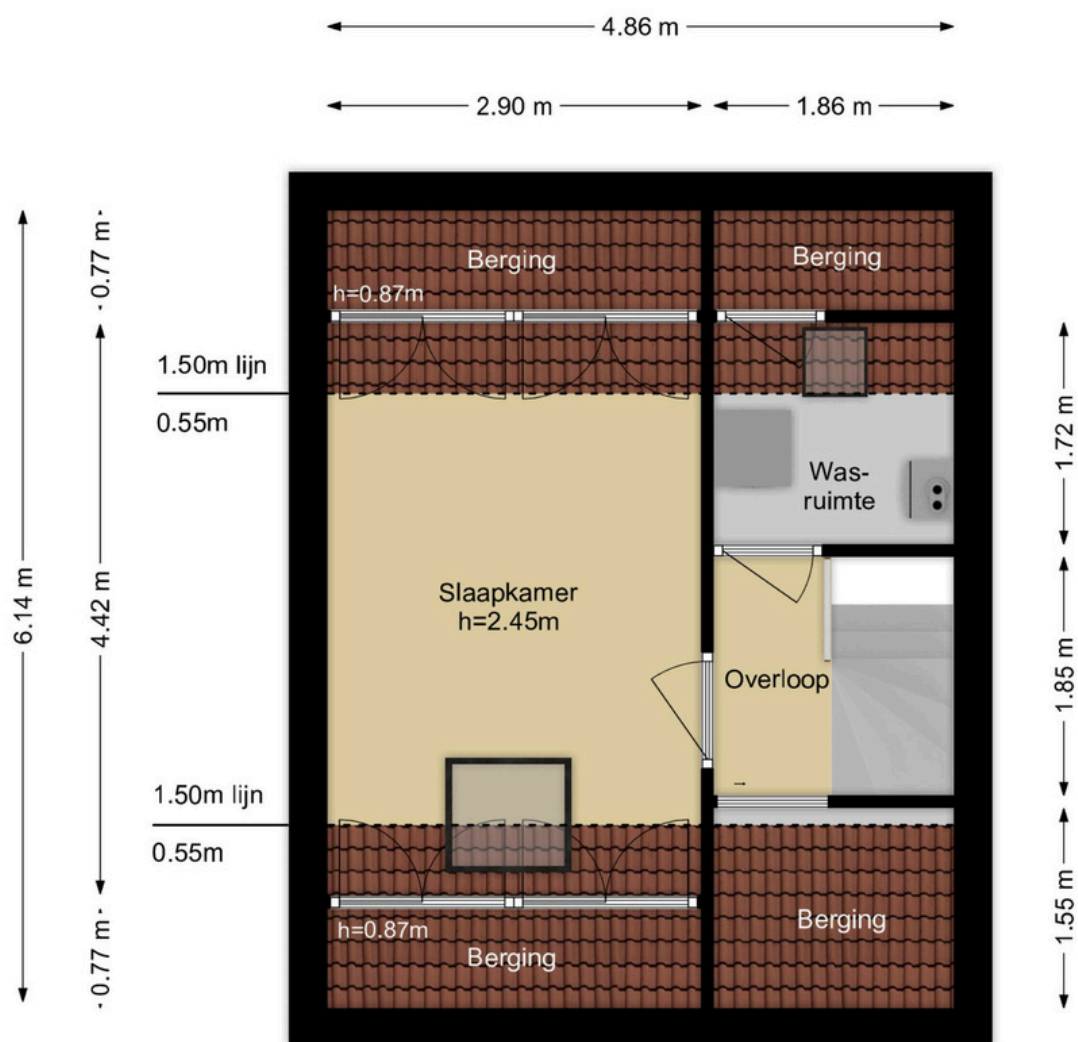 4.86 m
2.90 m
1.86 m
6.14 m
0.77 m
4.42 m
0.77 m
Berging
h=0.87m
Berging
1.50m lijn
0.55m
Was-
ruimte
1.72 m
Slaapkamer
h=2.45m
Overloop
1.85 m
1.50m lijn
0.55m
h=0.87m
Berging
Berging
1.55 m